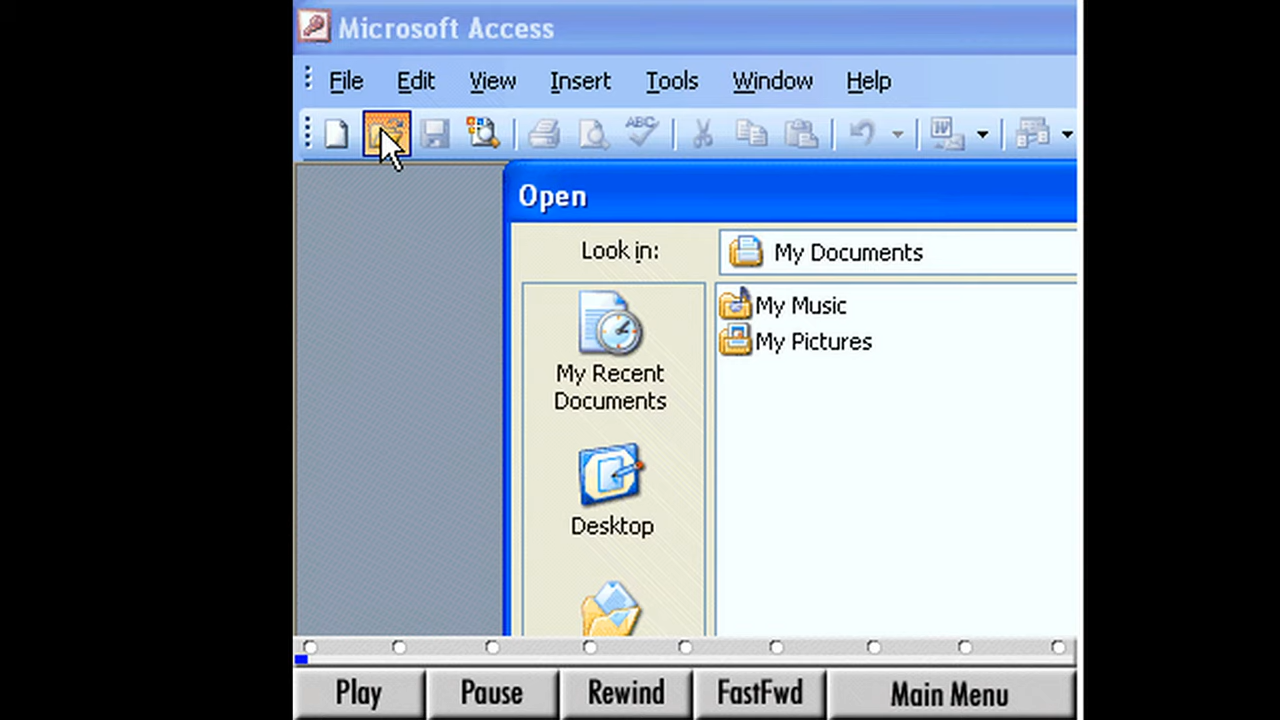 Microsoft Access
File Edit View Insert Tools Window Help
ABC
W
Open
Look in: My Documents
My Music
My Pictures
My Recent
Documents
Desktop
Play Pause Rewind FastFwd Main Menu